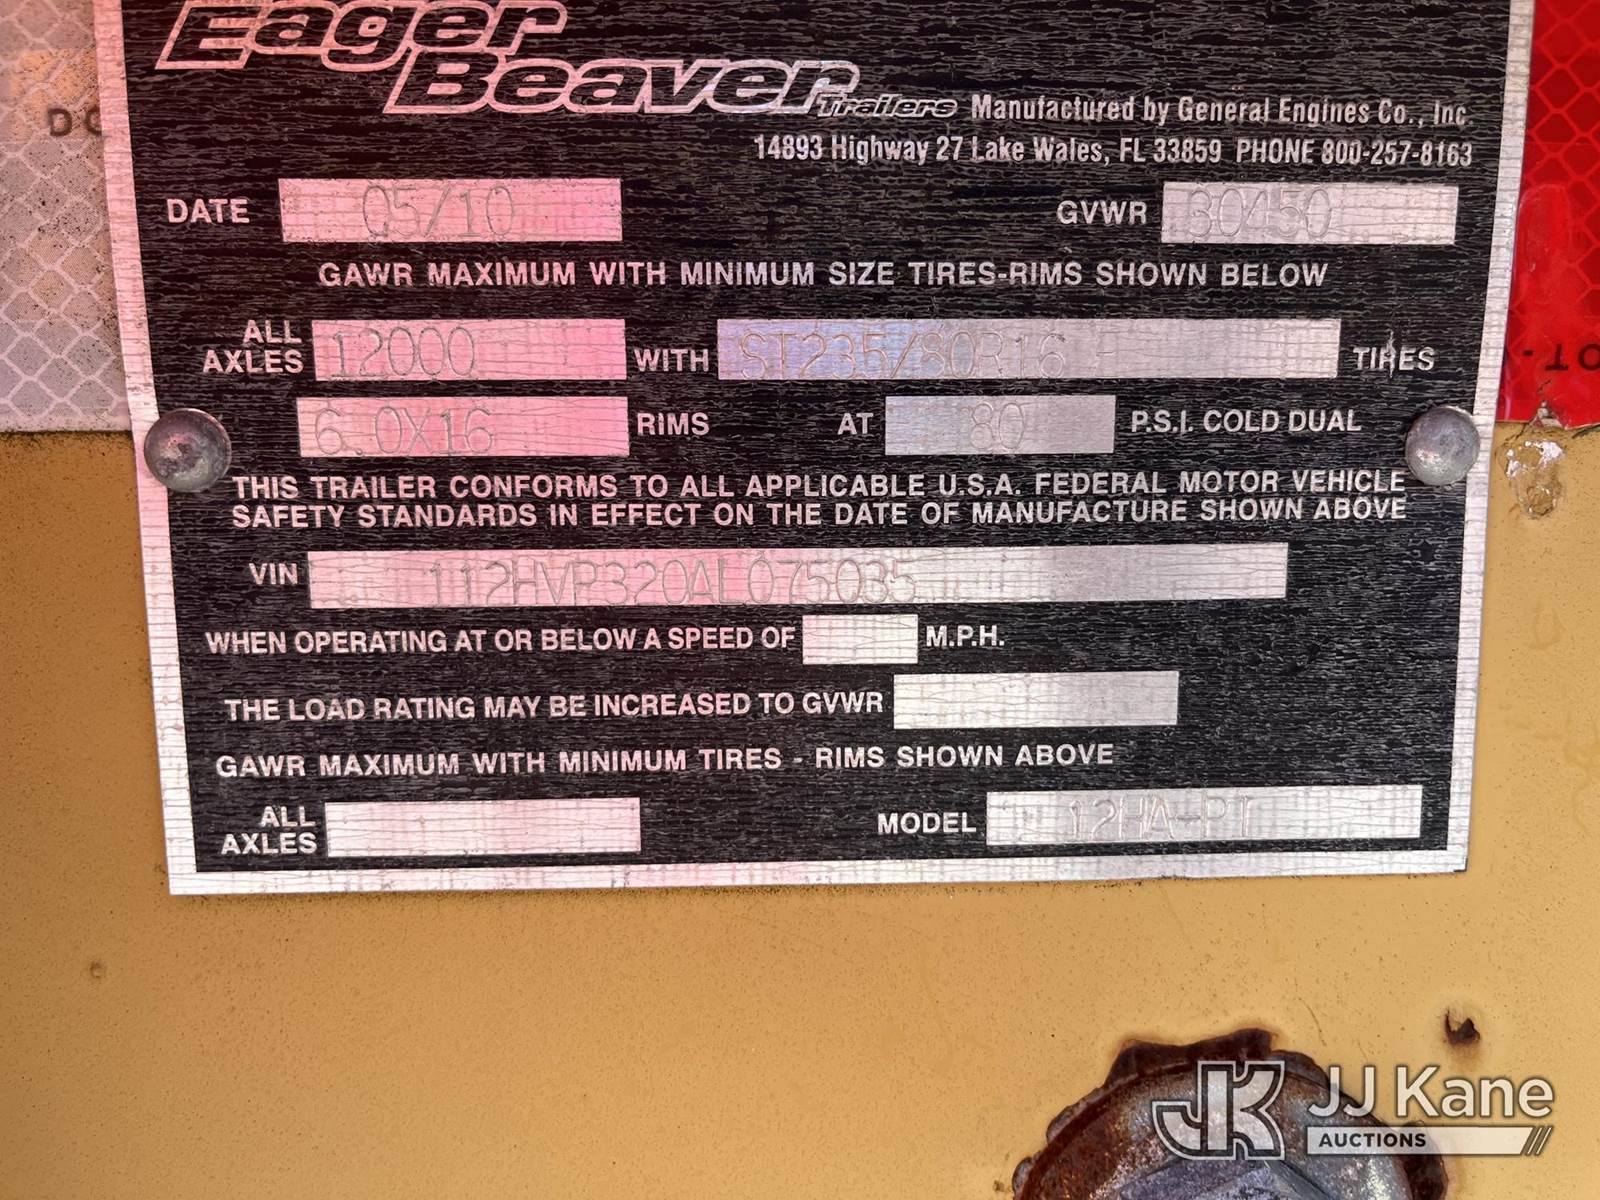 Eager
Beaver Trailers Manufactured by General Engines Co., Inc.
14893 Highway 27 Lake Wales, FL 33859 PHONE 800-257-8163
DATE 05/10 GVWR 30450
GAWR MAXIMUM WITH MINIMUM SIZE TIRES-RIMS SHOWN BELOW
ALL AXLES 12000 WITH ST235/80R16 TIRES
6.0X16 RIMS AT 80 P.S.I. COLD DUAL
THIS TRAILER CONFORMS TO ALL APPLICABLE U.S.A. FEDERAL MOTOR VEHICLE
SAFETY STANDARDS IN EFFECT ON THE DATE OF MANUFACTURE SHOWN ABOVE
VIN 112HVP320AL075035
WHEN OPERATING AT OR BELOW A SPEED OF M.P.H.
THE LOAD RATING MAY BE INCREASED TO GVWR
GAWR MAXIMUM WITH MINIMUM TIRES - RIMS SHOWN ABOVE
ALL AXLES MODEL 12HA-PT
JK JJ Kane
AUCTIONS